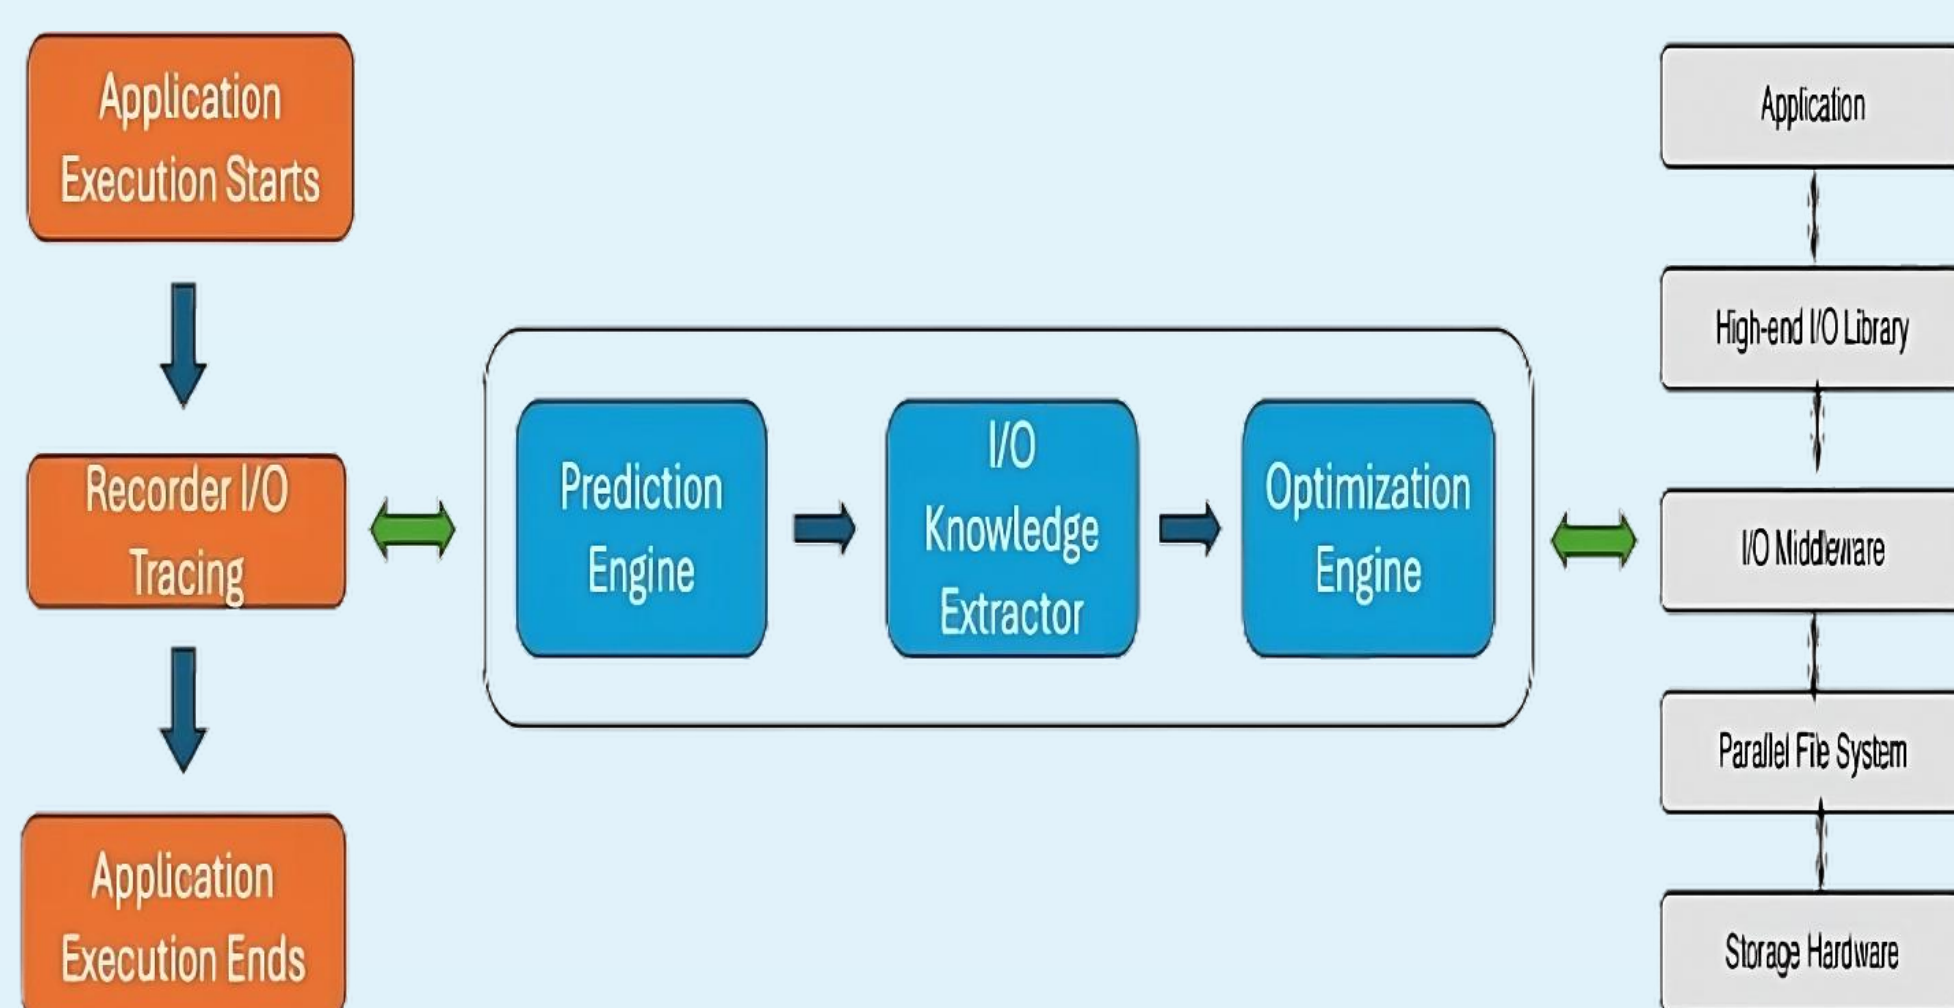 Application
Execution Starts
Recorder I/O
Tracing
Application
Execution Ends
Prediction
Engine
I/O
Knowledge
Extractor
Optimization
Engine
Application
High-end I/O Library
I/O Middleware
Parallel File System
Storage Hardware